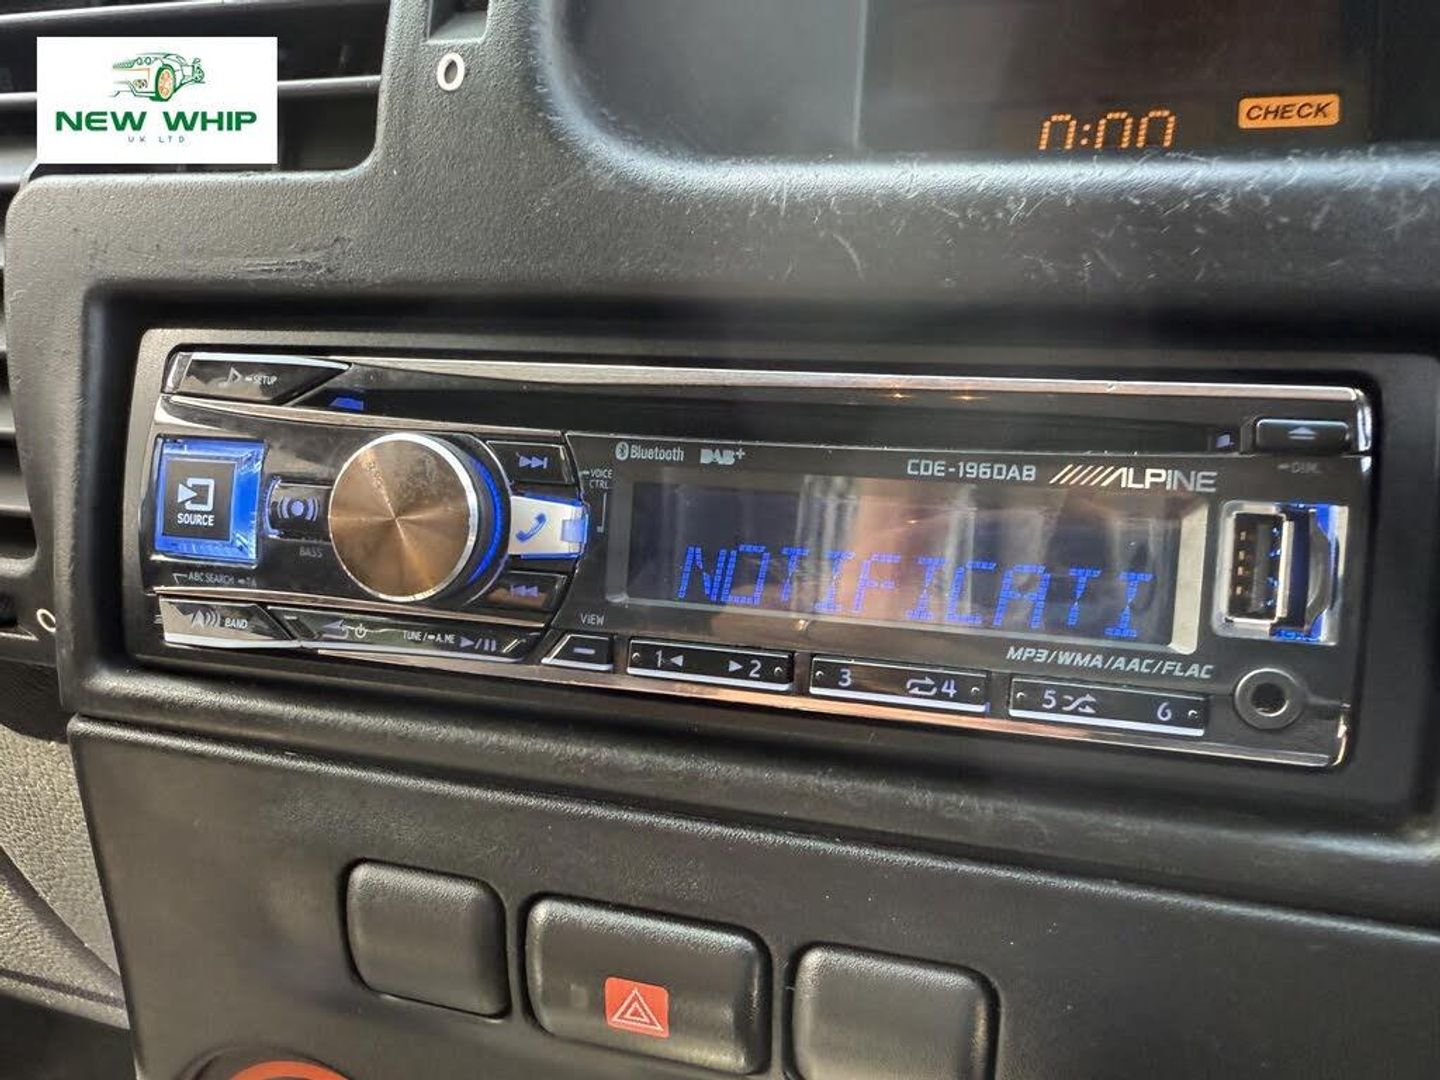 NEW WHIP
UK LTD
0:00
CHECK
SETUP
SOURCE
BASS
VOICE
CTRL
Bluetooth DAB+
CDE-196DAB ALPINE
DIM.
NOTIFICATI
ABC SEARCH
BAND
TUNE/A.ME
VIEW
MP3/WMA/AAC/FLAC
1 2 3 4 5 6